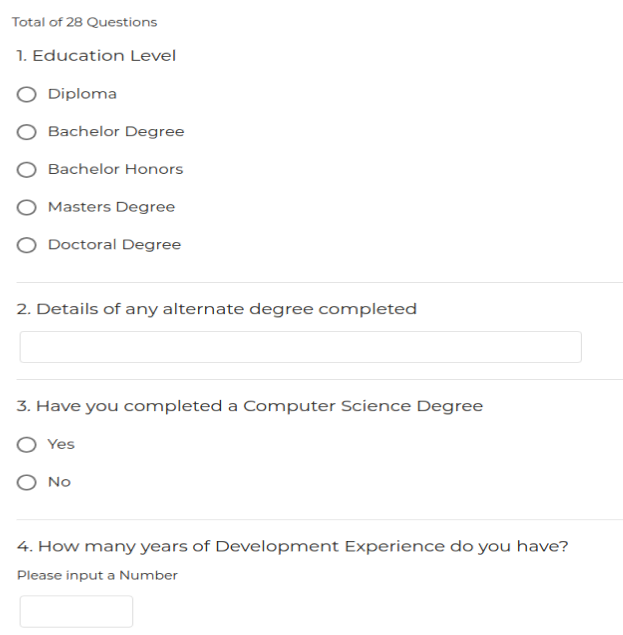 Total of 28 Questions
1. Education Level
Diploma
Bachelor Degree
Bachelor Honors
Masters Degree
Doctoral Degree
2. Details of any alternate degree completed
3. Have you completed a Computer Science Degree
Yes
No
4. How many years of Development Experience do you have?
Please input a Number